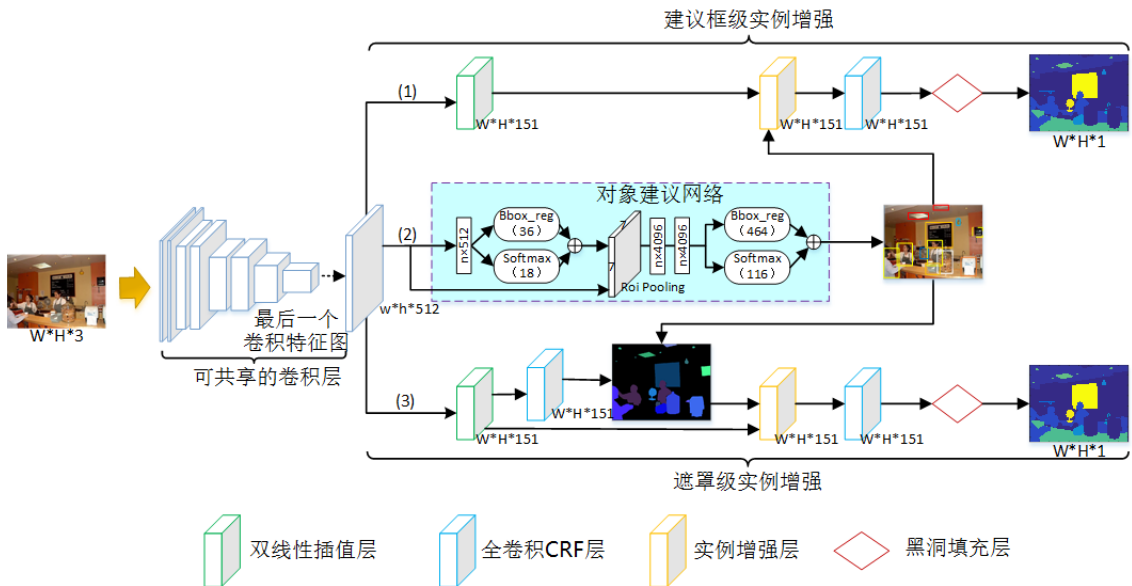 建议框级实例增强
(1)
W*H*151
W*H*151
W*H*151
W*H*1
对象建议网络
(2)
n×512
Bbox_reg
(36)
Softmax
(18)
7
7
Roi Pooling
n×4096
n×4096
Bbox_reg
(464)
Softmax
(116)
W*H*3
最后一个
卷积特征图
w*h*512
可共享的卷积层
(3)
W*H*151
W*H*151
W*H*151
W*H*151
W*H*1
遮罩级实例增强
双线性插值层
全卷积CRF层
实例增强层
黑洞填充层